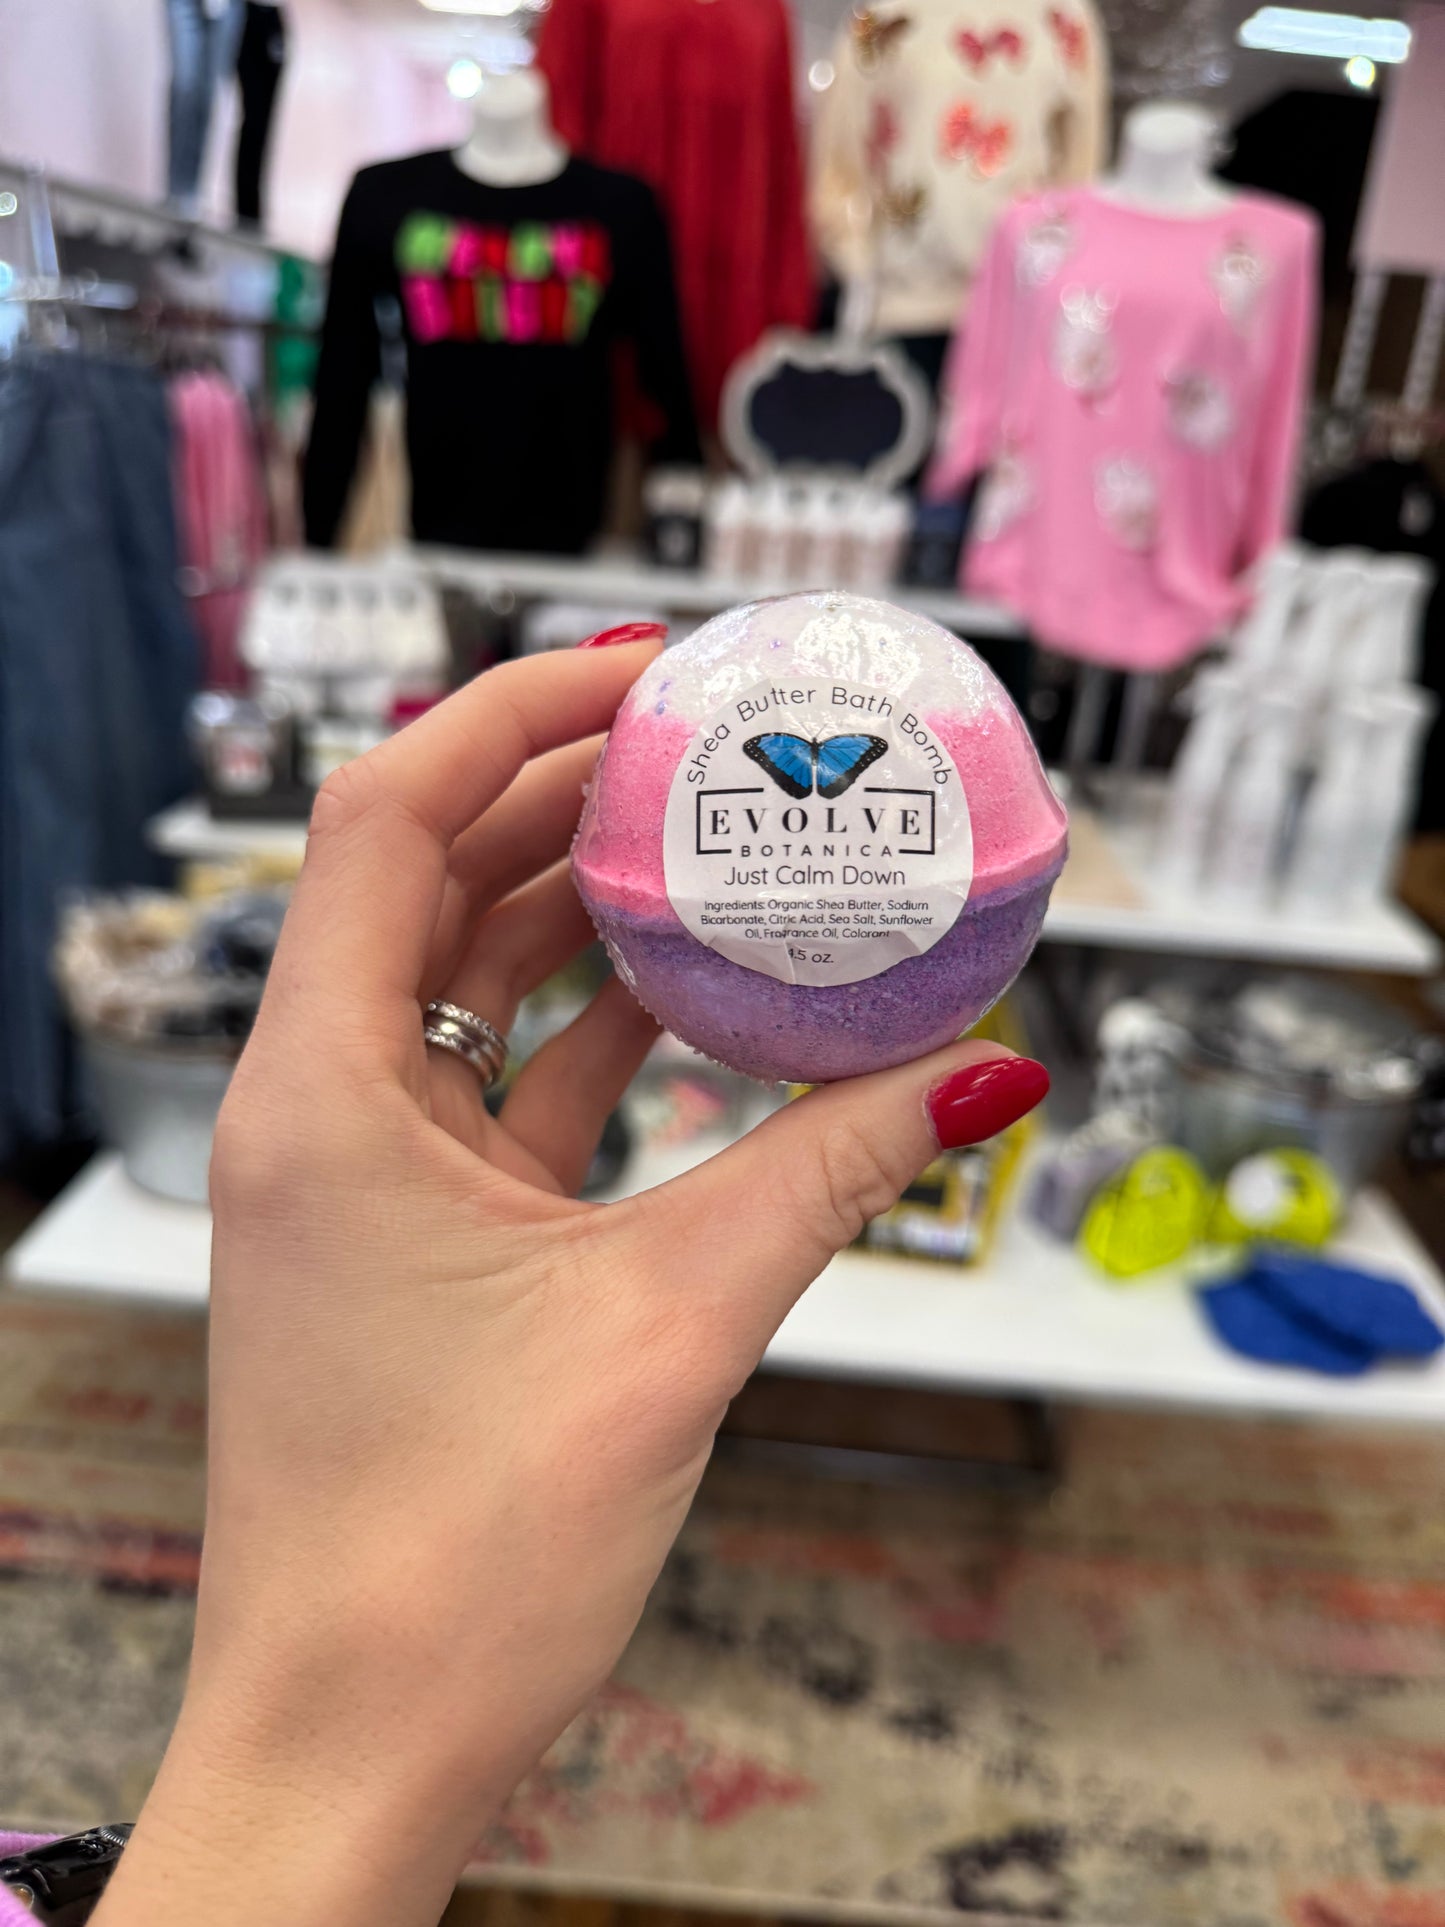 Shea Butter Bath Bomb
EVOLVE
BOTANICA
Just Calm Down
Ingredients: Organic Shea Butter, Sodium
Bicarbonate, Citric Acid, Sea Salt, Sunflower
Oil, Fragrance Oil, Colorant
4.5 oz.